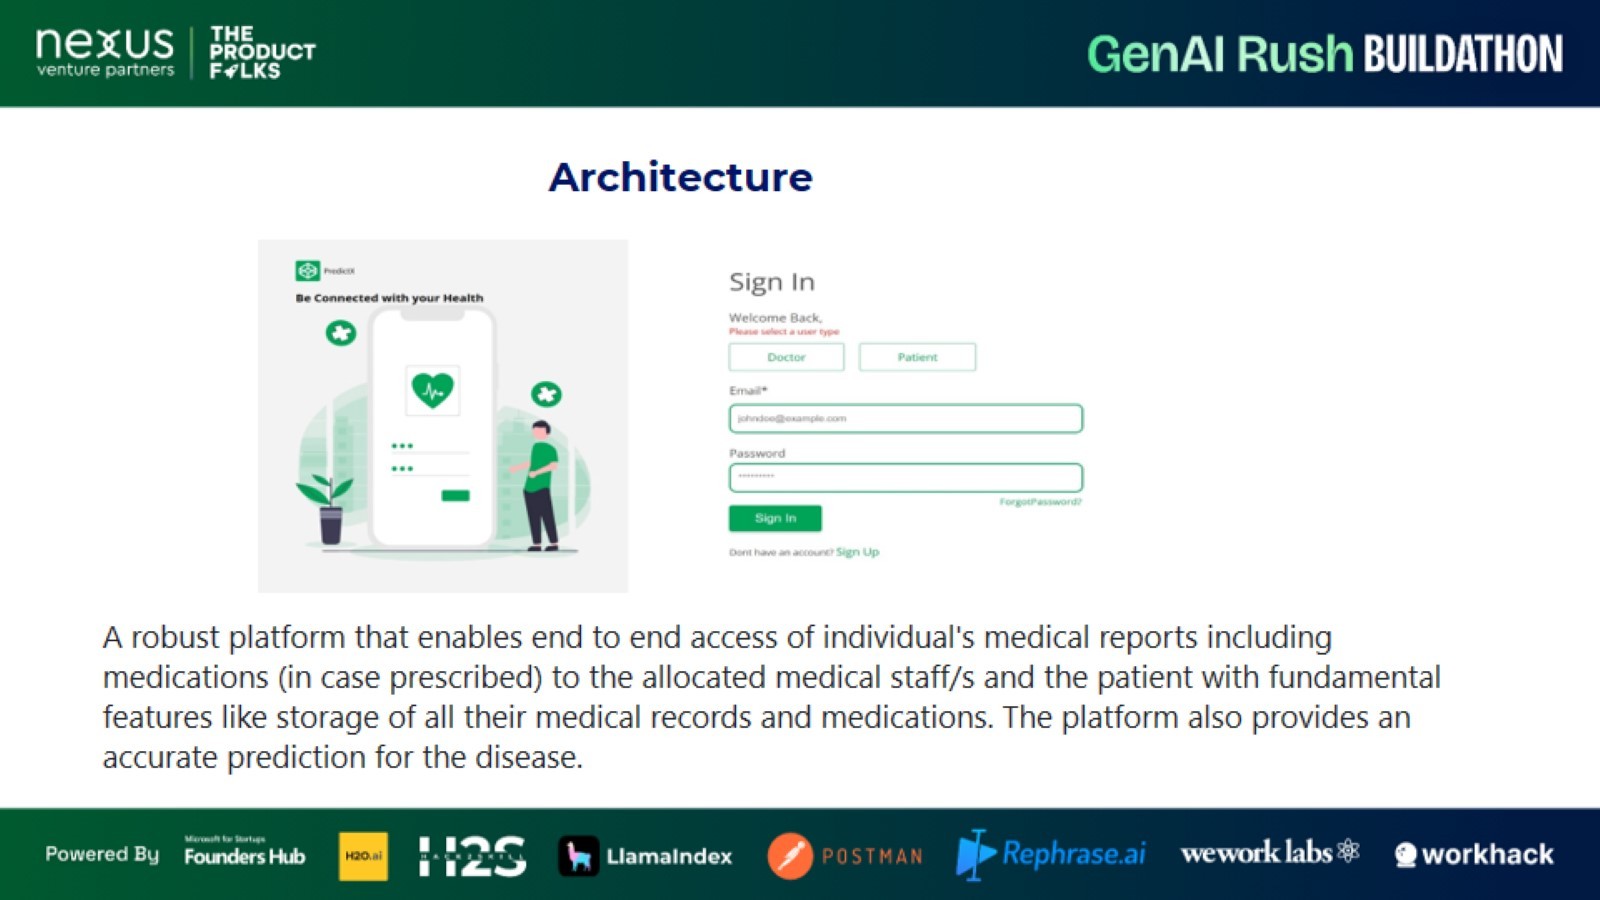 nexus
venture partners
THE
PRODUCT
FOLKS
GenAI Rush BUILDATHON
Architecture
PredictX
Be Connected with your Health
Sign In
Welcome Back,
Please select a user type
Doctor
Patient
Email*
johndoe@example.com
Password
ForgotPassword?
Sign In
Dont have an account? Sign Up
A robust platform that enables end to end access of individual's medical reports including
medications (in case prescribed) to the allocated medical staff/s and the patient with fundamental
features like storage of all their medical records and medications. The platform also provides an
accurate prediction for the disease.
Powered By
Microsoft for Startups
Founders Hub
H2O.ai
H2S
HACK2SKILL
LlamaIndex
POSTMAN
Rephrase.ai
wework labs
workhack